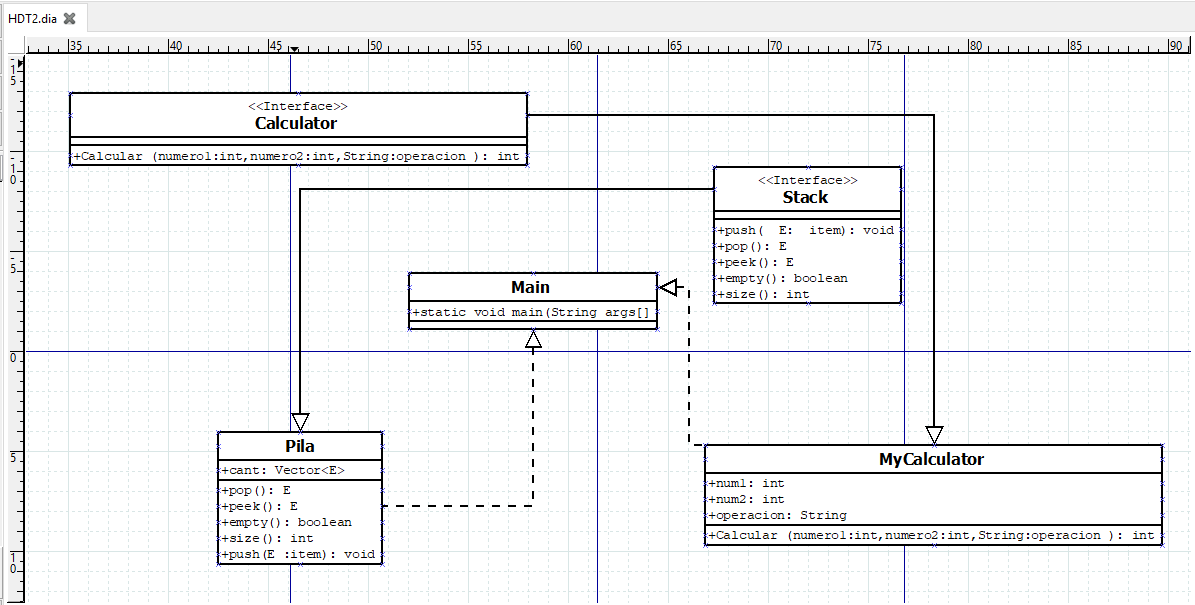 HDT2.dia
35 40 45 50 55 60 65 70 75 80 85 90
<<Interface>>
Calculator
+Calcular (numero1:int,numero2:int,String:operacion ): int
<<Interface>>
Stack
+push(  E:  item): void
+pop(): E
+peek(): E
+empty(): boolean
+size(): int
Main
+static void main(String args[]
Pila
+cant: Vector<E>
+pop(): E
+peek(): E
+empty(): boolean
+size(): int
+push(E :item): void
MyCalculator
+num1: int
+num2: int
+operacion: String
+Calcular (numero1:int,numero2:int,String:operacion ): int